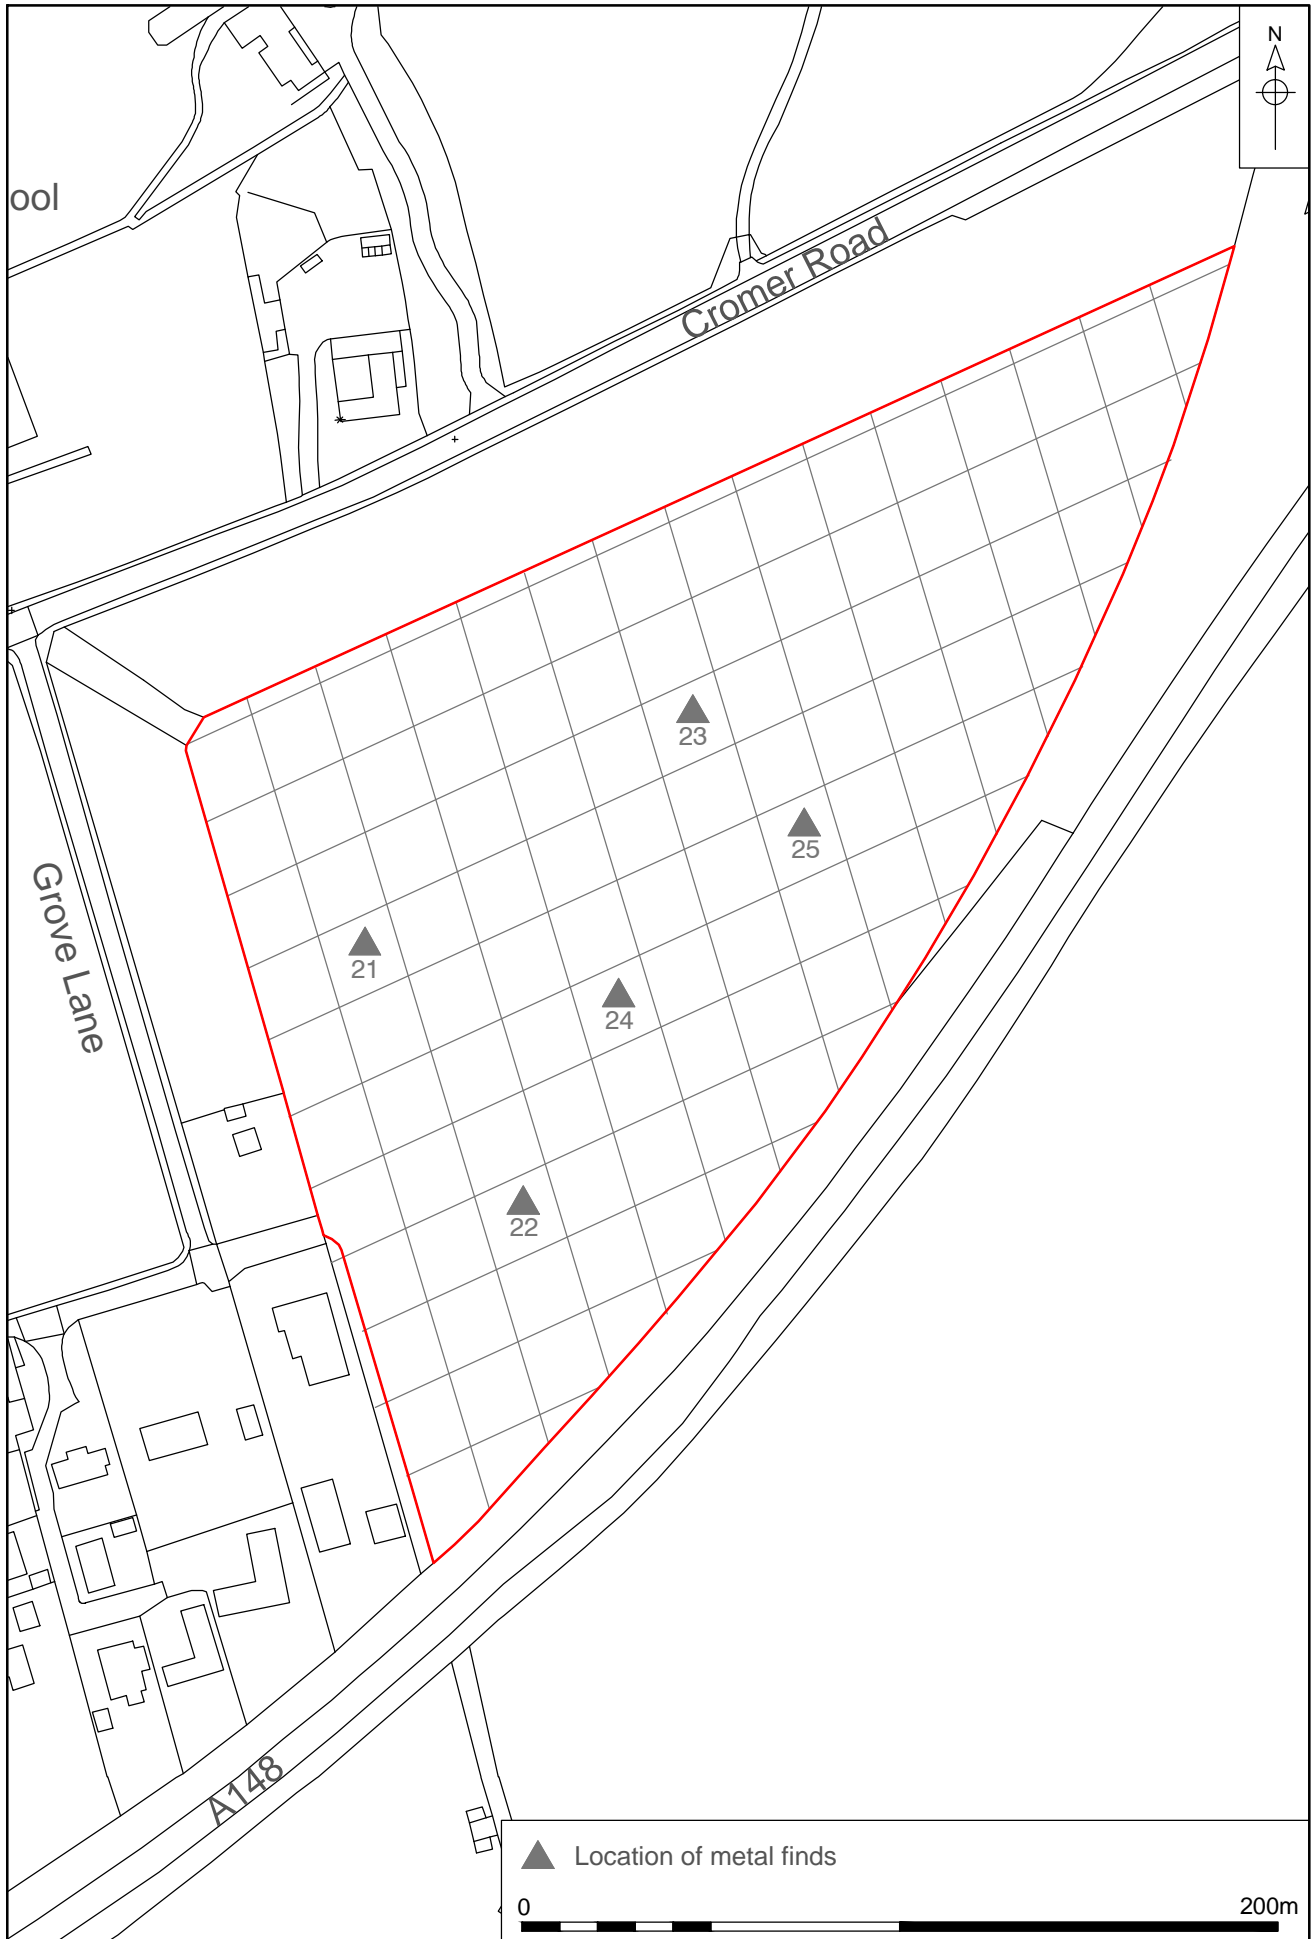 N
ool
Cromer Road
23
25
Grove Lane
21
24
22
A148
Location of metal finds
0 200m